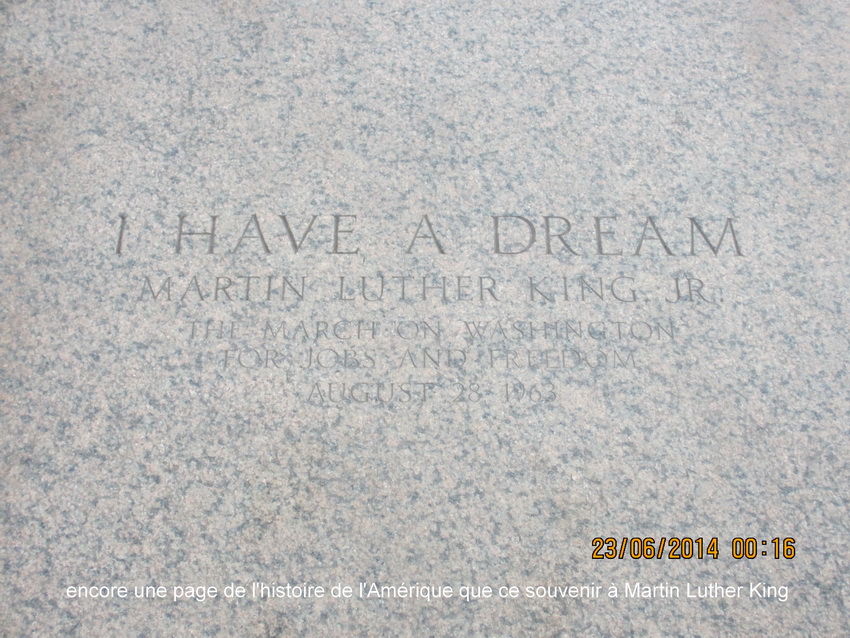 I HAVE A DREAM
MARTIN LUTHER KING, JR.
THE MARCH ON WASHINGTON
FOR JOBS AND FREEDOM
AUGUST 28, 1963
23/06/2014 00:16
encore une page de l'histoire de l'Amérique que ce souvenir à Martin Luther King